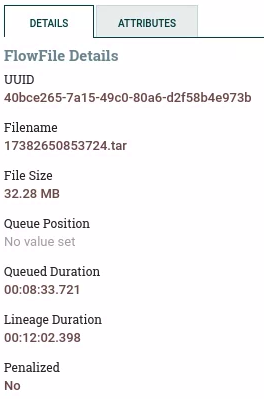 DETAILS
ATTRIBUTES
FlowFile Details
UUID
40bce265-7a15-49c0-80a6-d2f58b4e973b
Filename
17382650853724.tar
File Size
32.28 MB
Queue Position
No value set
Queued Duration
00:08:33.721
Lineage Duration
00:12:02.398
Penalized
No